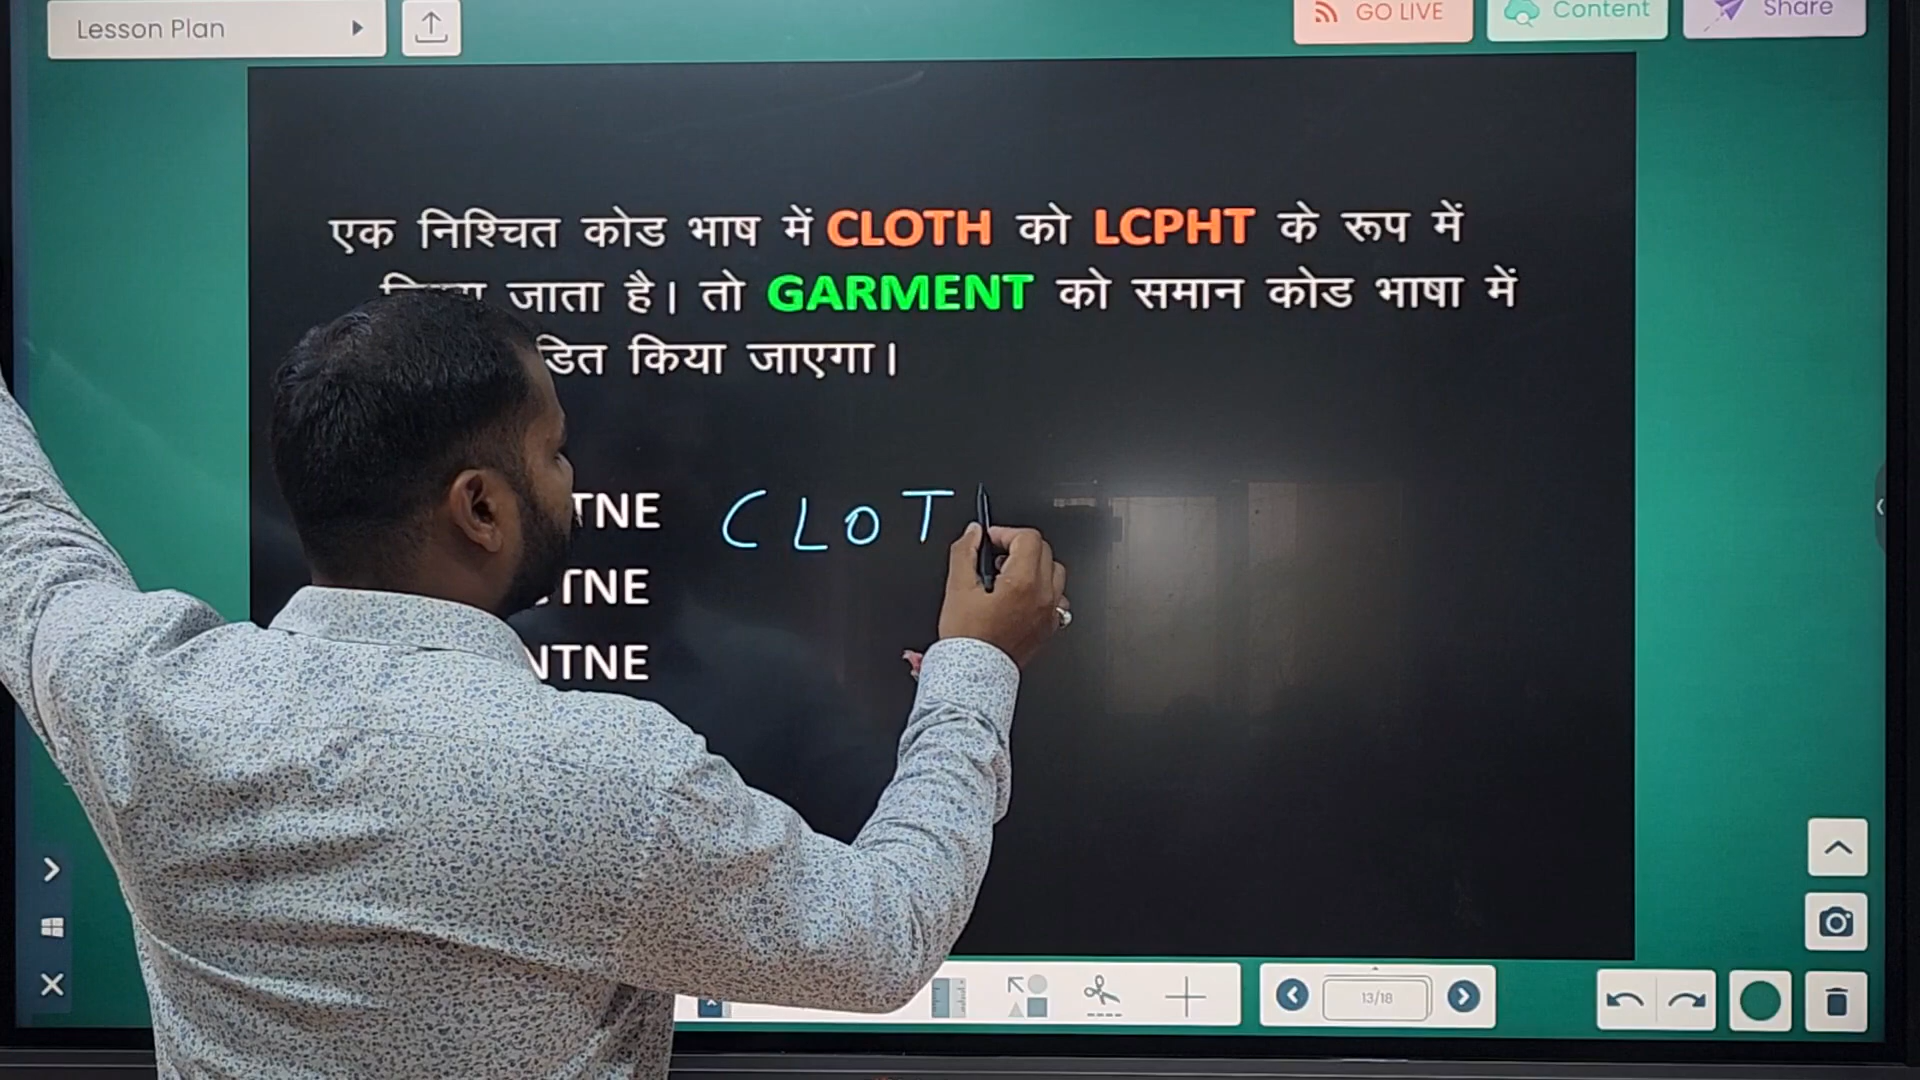 Lesson Plan
GO LIVE
Content
Share
एक निश्चित कोड भाष में CLOTH को LCPHT के रूप में
जाता है। तो GARMENT को समान कोड भाषा में
डित किया जाएगा।
TNE
CLOT
TNE
NTNE
13/18